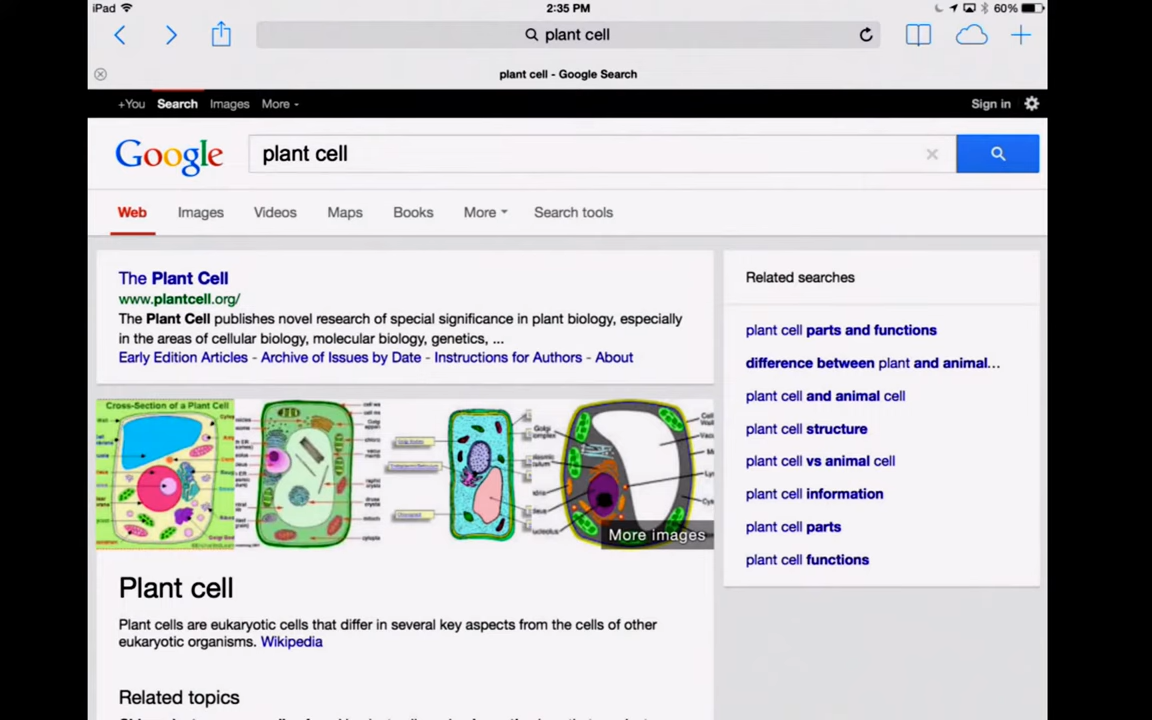 iPad 2:35 PM 60%
plant cell
plant cell - Google Search
+You Search Images More
Sign in
Google plant cell
Web Images Videos Maps Books More Search tools
The Plant Cell
www.plantcell.org/
The Plant Cell publishes novel research of special significance in plant biology, especially
in the areas of cellular biology, molecular biology, genetics, ...
Early Edition Articles - Archive of Issues by Date - Instructions for Authors - About
Cross-Section of a Plant Cell
Golgi
complex
More images
Plant cell
Plant cells are eukaryotic cells that differ in several key aspects from the cells of other
eukaryotic organisms. Wikipedia
Related topics
Related searches
plant cell parts and functions
difference between plant and animal...
plant cell and animal cell
plant cell structure
plant cell vs animal cell
plant cell information
plant cell parts
plant cell functions